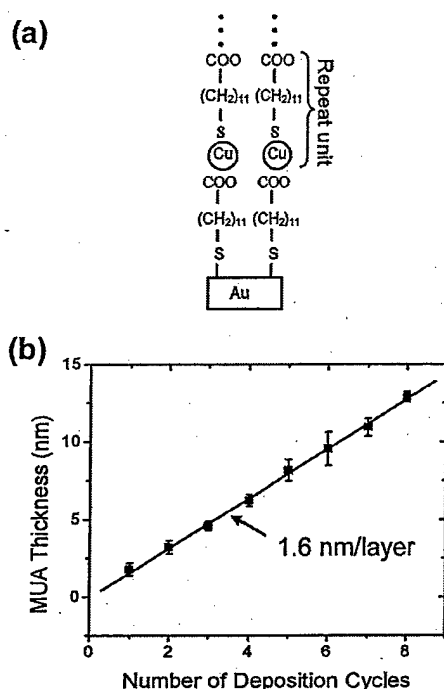 (a)
COO COO
(CH2)11 (CH2)11
S S
Cu Cu
COO COO
(CH2)11 (CH2)11
S S
Au
Repeat unit
(b)
MUA Thickness (nm)
15
10
5
0
1.6 nm/layer
0 2 4 6 8
Number of Deposition Cycles